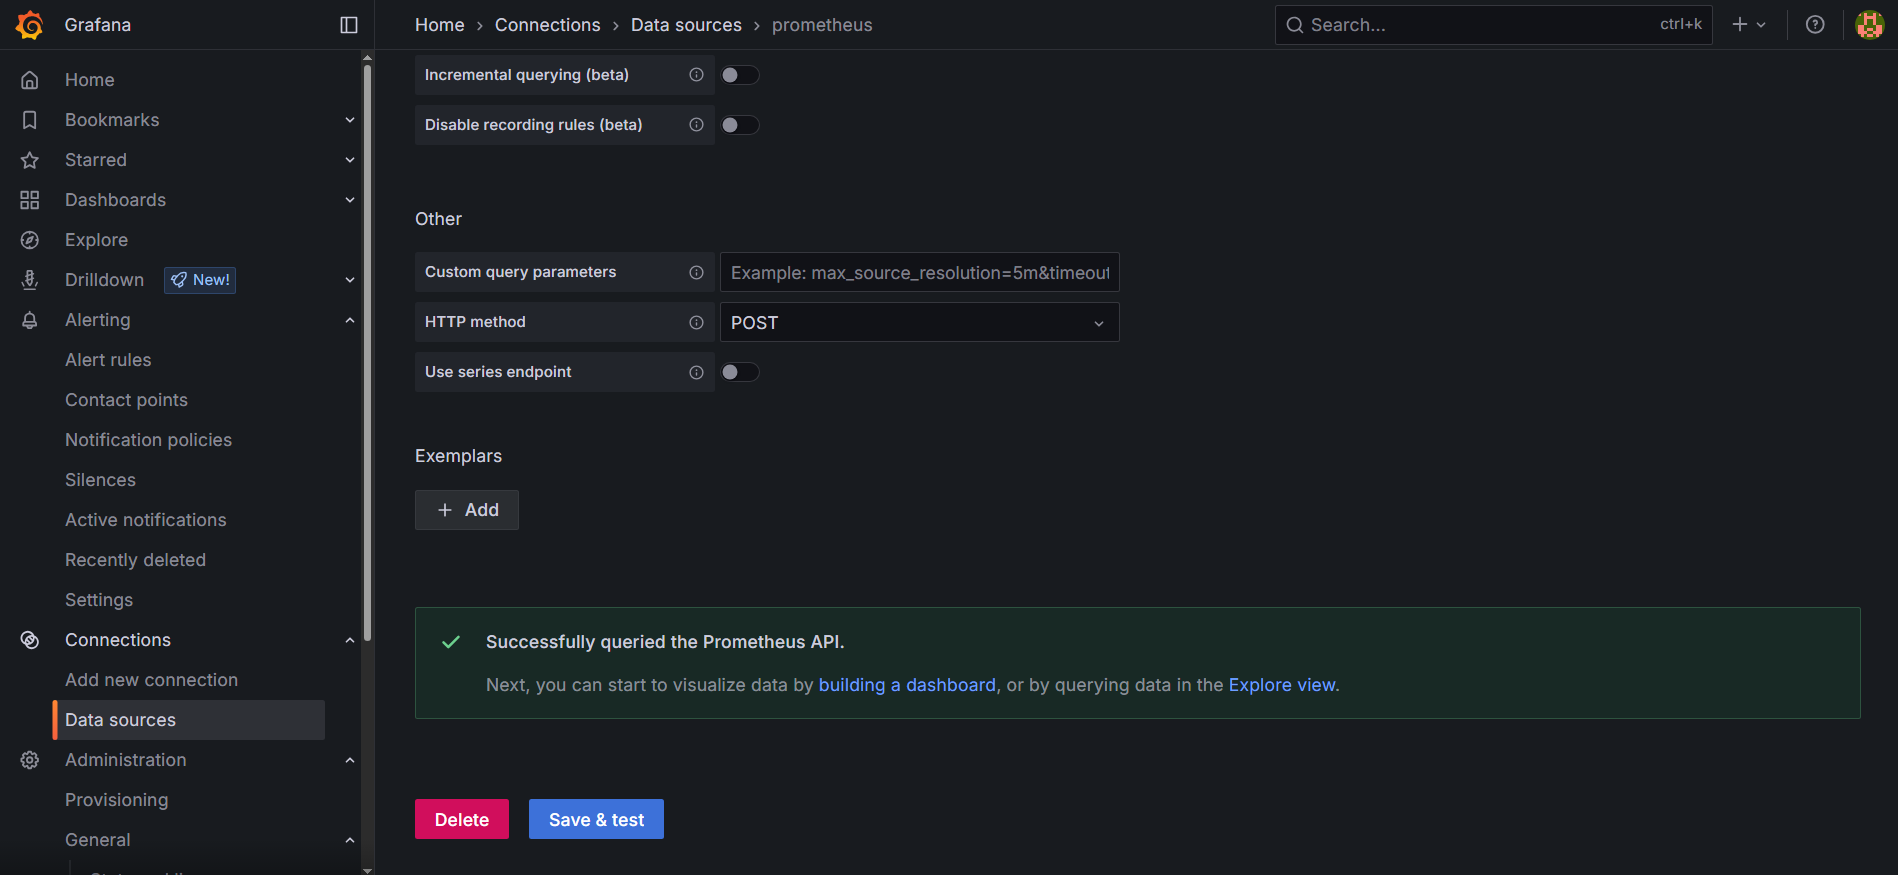 Grafana
Home › Connections › Data sources › prometheus
Search...
ctrl+k
Home
Bookmarks
Starred
Dashboards
Explore
Drilldown
New!
Alerting
Alert rules
Contact points
Notification policies
Silences
Active notifications
Recently deleted
Settings
Connections
Add new connection
Data sources
Administration
Provisioning
General
Incremental querying (beta)
Disable recording rules (beta)
Other
Custom query parameters
Example: max_source_resolution=5m&timeout
HTTP method
POST
Use series endpoint
Exemplars
+ Add
Successfully queried the Prometheus API.
Next, you can start to visualize data by building a dashboard, or by querying data in the Explore view.
Delete
Save & test